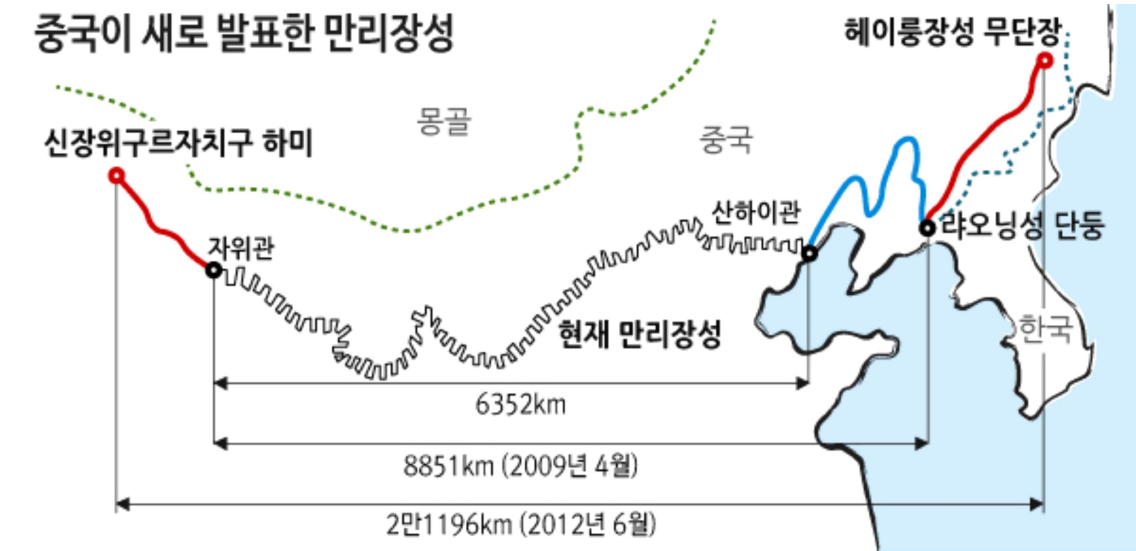 중국이 새로 발표한 만리장성
헤이룽장성 무단장
몽골
중국
신장위구르자치구 하미
산하이관
랴오닝성 단둥
자위관
현재 만리장성
한국
6352km
8851km (2009년 4월)
2만1196km (2012년 6월)